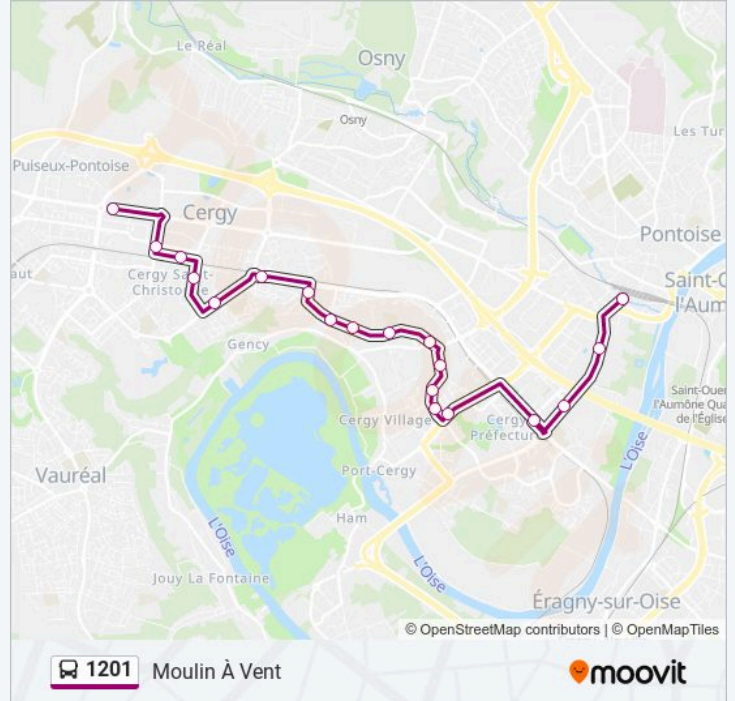 Le Réal
Osny
Osny
Les Tur
Puiseux-Pontoise
Cergy
Pontoise
aut
Cergy Saint-
Christophe
Saint-O
l'Aum
Gency
Saint-Ouen
l'Aumône Qua
de l'Église
Cergy Village
Cergy
Préfecture
L'Oise
Port-Cergy
Vauréal
Ham
L'Oise
L'Oise
Jouy La Fontaine
Éragny-sur-Oise
© OpenStreetMap contributors | © OpenMapTiles
1201 Moulin À Vent
moovit